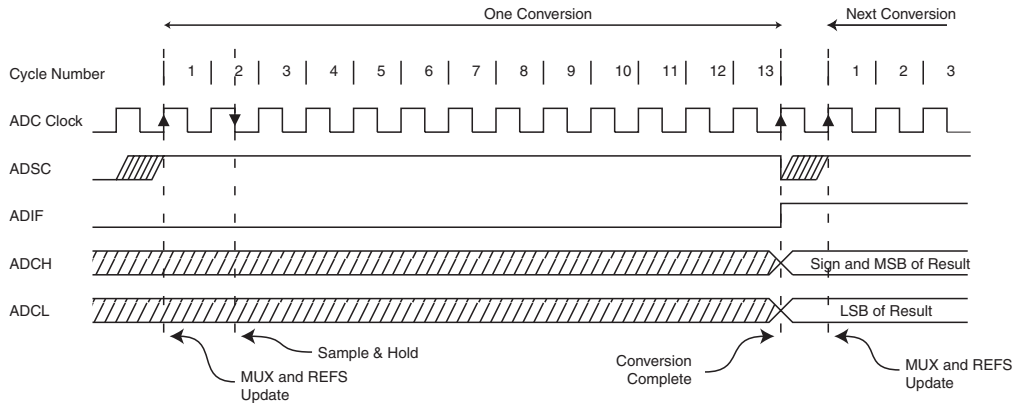 One Conversion
Next Conversion
Cycle Number
1 2 3 4 5 6 7 8 9 10 11 12 13 1 2 3
ADC Clock
ADSC
ADIF
ADCH
Sign and MSB of Result
ADCL
LSB of Result
Sample & Hold
MUX and REFS
Update
Conversion
Complete
MUX and REFS
Update